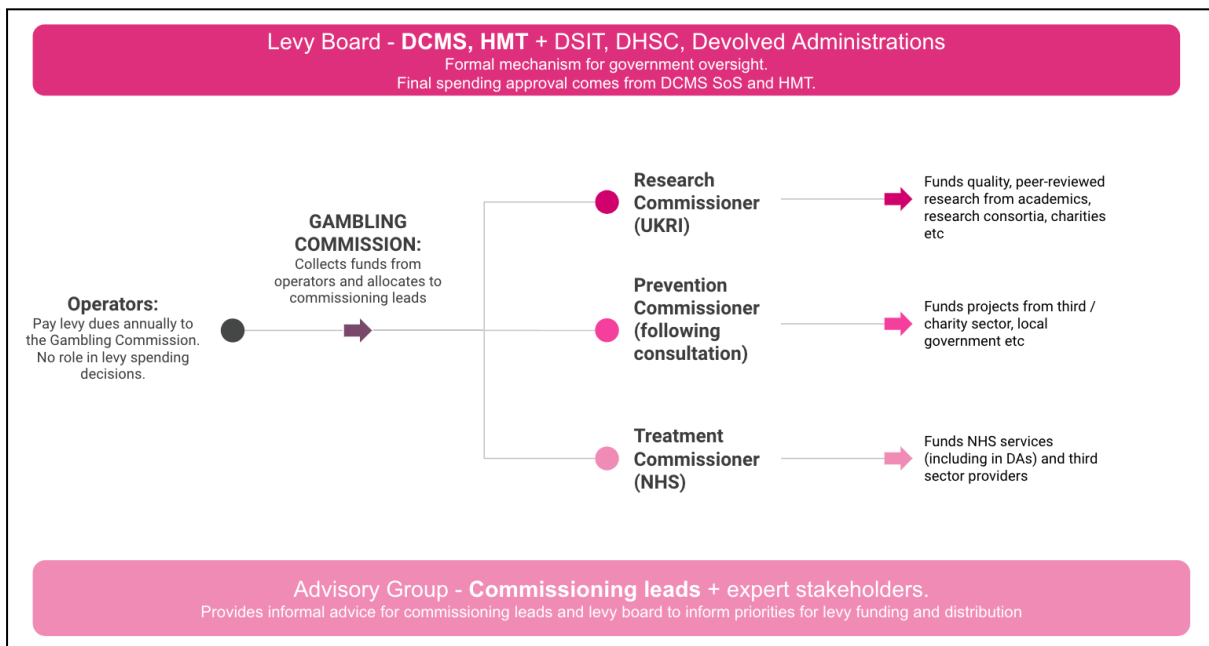 Levy Board - DCMS, HMT + DSIT, DHSC, Devolved Administrations
Formal mechanism for government oversight.
Final spending approval comes from DCMS SoS and HMT.
Operators:
Pay levy dues annually to
the Gambling Commission.
No role in levy spending
decisions.
GAMBLING
COMMISSION:
Collects funds from
operators and allocates to
commissioning leads
Research
Commissioner
(UKRI)
Funds quality, peer-reviewed
research from academics,
research consortia, charities
etc
Prevention
Commissioner
(following
consultation)
Funds projects from third /
charity sector, local
government etc
Treatment
Commissioner
(NHS)
Funds NHS services
(including in DAs) and third
sector providers
Advisory Group - Commissioning leads + expert stakeholders.
Provides informal advice for commissioning leads and levy board to inform priorities for levy funding and distribution